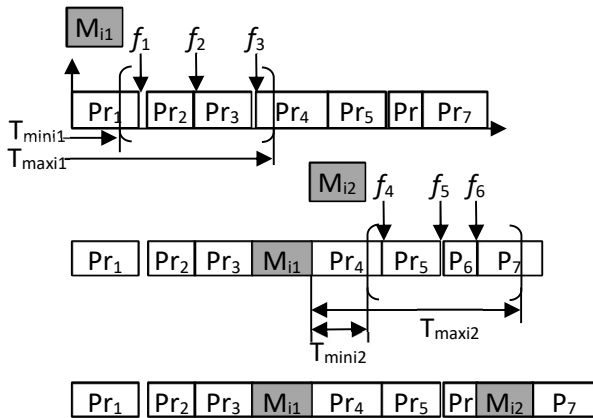 Mi1
f1 f2 f3
Pr1 Pr2 Pr3 Pr4 Pr5 Pr Pr7
Tmini1
Tmaxi1
Mi2 f4 f5 f6
Pr1 Pr2 Pr3 Mi1 Pr4 Pr5 P6 P7
Tmaxi2
Tmini2
Pr1 Pr2 Pr3 Mi1 Pr4 Pr5 Pr Mi2 P7